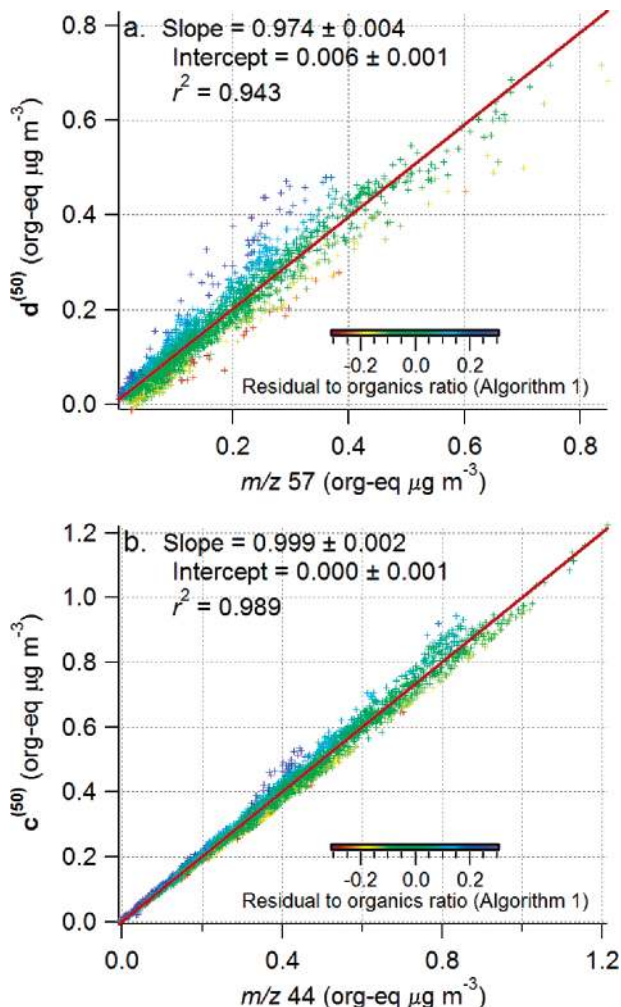 a. Slope = 0.974 ± 0.004
Intercept = 0.006 ± 0.001
r² = 0.943
0.8
0.6
0.4
0.2
0.0
d⁽⁵⁰⁾ (org-eq μg m⁻³)
-0.2 0.0 0.2
Residual to organics ratio (Algorithm 1)
0.2 0.4 0.6 0.8
m/z 57 (org-eq μg m⁻³)
b. Slope = 0.999 ± 0.002
Intercept = 0.000 ± 0.001
r² = 0.989
1.2
1.0
0.8
0.6
0.4
0.2
0.0
c⁽⁵⁰⁾ (org-eq μg m⁻³)
-0.2 0.0 0.2
Residual to organics ratio (Algorithm 1)
0.0 0.4 0.8 1.2
m/z 44 (org-eq μg m⁻³)